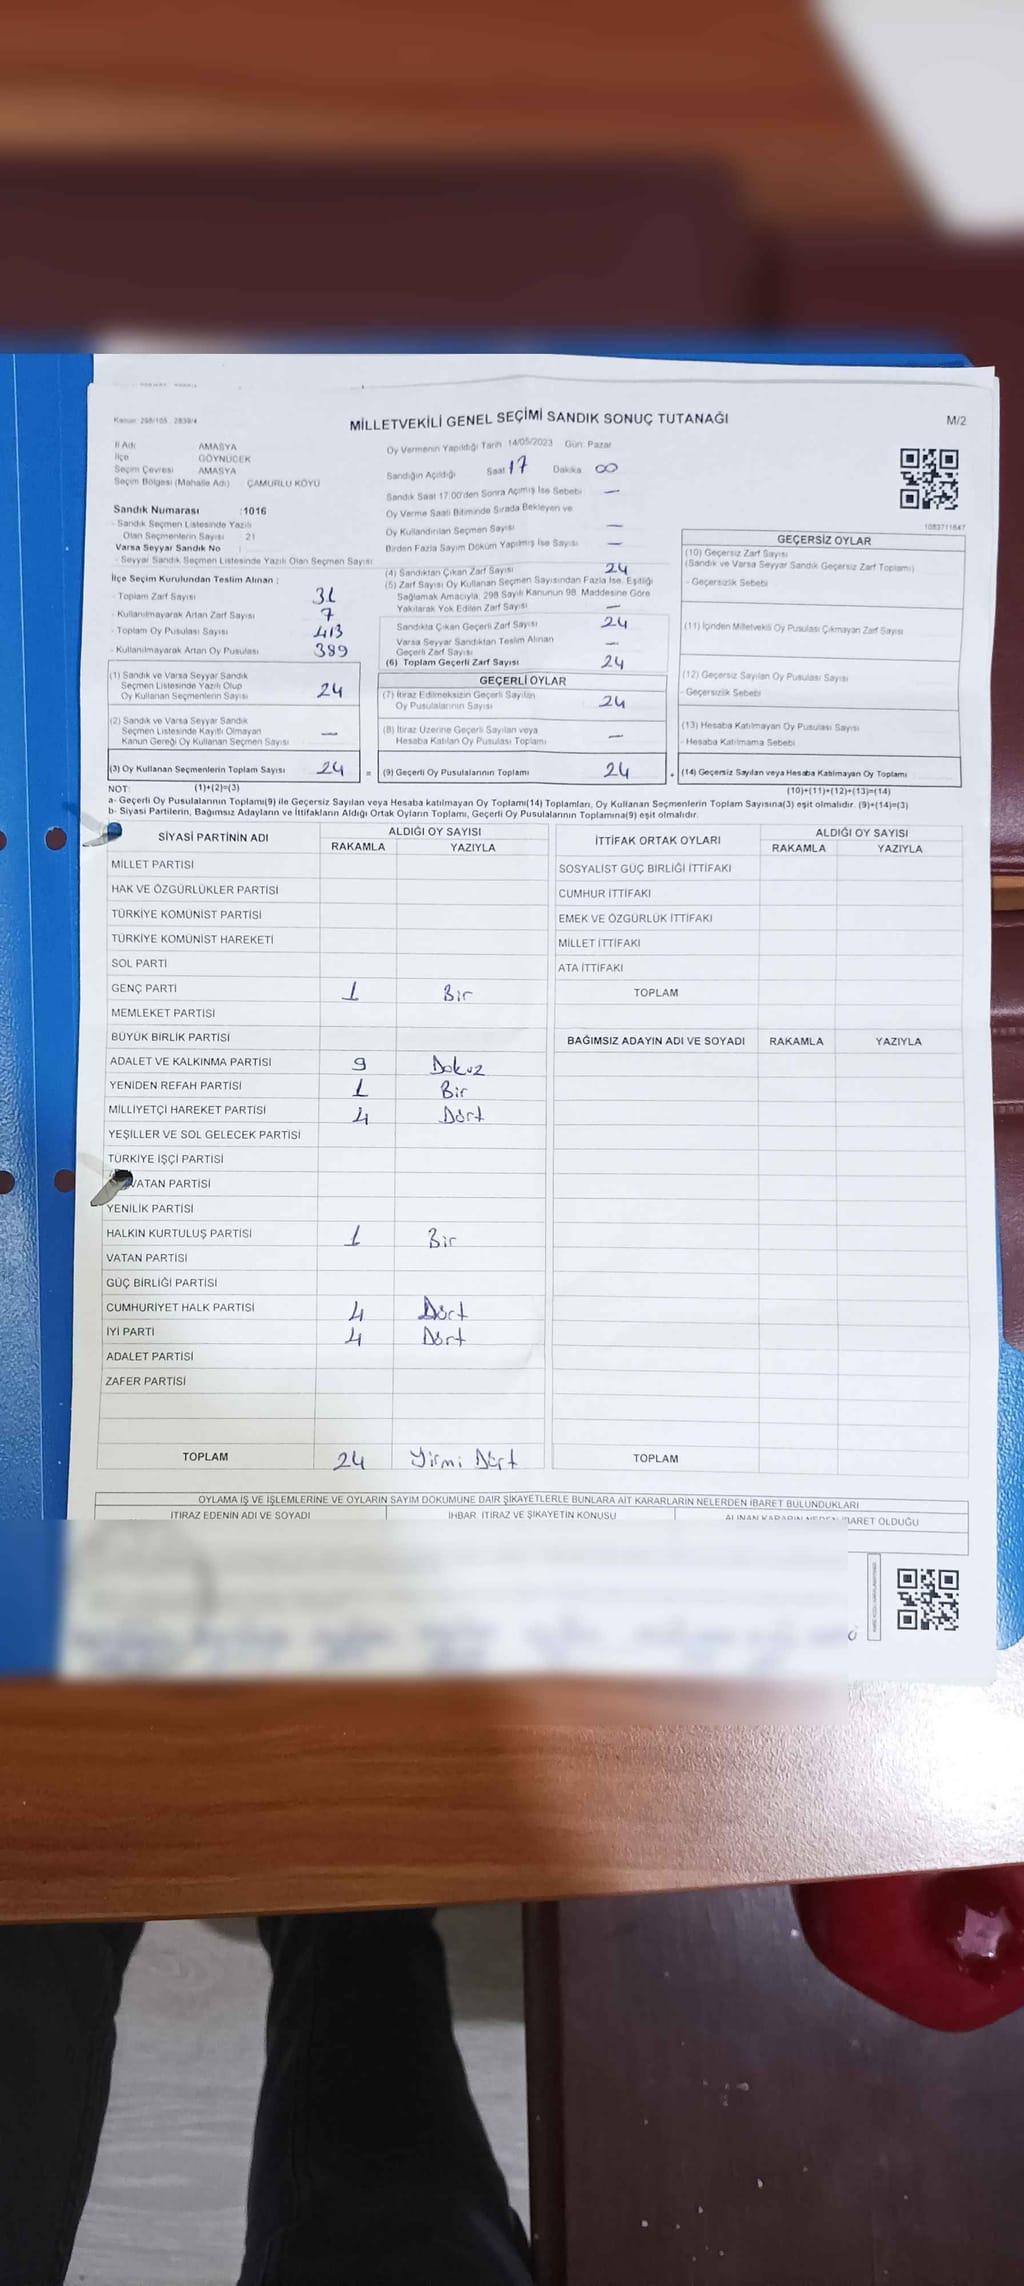 Kanun: 298/105 , 2839/4
MİLLETVEKİLİ GENEL SEÇİMİ SANDIK SONUÇ TUTANAĞI
M/2
İl Adı AMASYA
İlçe GÖYNÜCEK
Seçim Çevresi AMASYA
Seçim Bölgesi (Mahalle Adı) ÇAMURLU KÖYÜ
Sandık Numarası :1016
- Sandık Seçmen Listesinde Yazılı
Olan Seçmenlerin Sayısı 21
Varsa Seyyar Sandık No
- Seyyar Sandık Seçmen Listesinde Yazılı Olan Seçmen Sayısı
İlçe Seçim Kurulundan Teslim Alınan :
- Toplam Zarf Sayısı 31
- Kullanılmayarak Artan Zarf Sayısı 7
- Toplam Oy Pusulası Sayısı 413
- Kullanılmayarak Artan Oy Pusulası 389
Oy Vermenin Yapıldığı Tarih 14/05/2023 Gün: Pazar
Sandığın Açıldığı Saat 17 Dakika 00
Sandık Saat 17:00'den Sonra Açımış İse Sebebi —
Oy Verme Saati Bitiminde Sırada Bekleyen ve
Oy Kullandırılan Seçmen Sayısı —
Birden Fazla Sayım Döküm Yapılmış İse Sayısı —
(4) Sandıktan Çıkan Zarf Sayısı 24
(5) Zarf Sayısı Oy Kullanan Seçmen Sayısından Fazla İse, Eşitliği
Sağlamak Amacıyla, 298 Sayılı Kanunun 98. Maddesine Göre
Yakılarak Yok Edilen Zarf Sayısı —
Sandıkta Çıkan Geçerli Zarf Sayısı 24
Varsa Seyyar Sandıktan Teslim Alınan
Geçerli Zarf Sayısı —
(6) Toplam Geçerli Zarf Sayısı 24
1083711647
GEÇERSİZ OYLAR
(10) Geçersiz Zarf Sayısı
(Sandık ve Varsa Seyyar Sandık Geçersiz Zarf Toplamı)
- Geçersizlik Sebebi
(11) İçinden Milletvekili Oy Pusulası Çıkmayan Zarf Sayısı
(12) Geçersiz Sayılan Oy Pusulası Sayısı
- Geçersizlik Sebebi
(13) Hesaba Katılmayan Oy Pusulası Sayısı
- Hesaba Katılmama Sebebi
(14) Geçersiz Sayılan veya Hesaba Katılmayan Oy Toplamı
(1) Sandık ve Varsa Seyyar Sandık
Seçmen Listesinde Yazılı Olup
Oy Kullanan Seçmenlerin Sayısı 24
(2) Sandık ve Varsa Seyyar Sandık
Seçmen Listesinde Kayıtlı Olmayan
Kanun Gereği Oy Kullanan Seçmen Sayısı —
(3) Oy Kullanan Seçmenlerin Toplam Sayısı 24 =
GEÇERLİ OYLAR
(7) İtiraz Edilmeksizin Geçerli Sayılan
Oy Pusulalarının Sayısı 24
(8) İtiraz Üzerine Geçerli Sayılan veya
Hesaba Katılan Oy Pusulası Toplamı —
(9) Geçerli Oy Pusulalarının Toplamı 24 +
NOT: (1)+(2)=(3) (10)+(11)+(12)+(13)=(14)
a- Geçerli Oy Pusulalarının Toplamı(9) ile Geçersiz Sayılan veya Hesaba katılmayan Oy Toplamı(14) Toplamları, Oy Kullanan Seçmenlerin Toplam Sayısına(3) eşit olmalıdır. (9)+(14)=(3)
b- Siyasi Partilerin, Bağımsız Adayların ve İttifakların Aldığı Ortak Oyların Toplamı, Geçerli Oy Pusulalarının Toplamına(9) eşit olmalıdır.
SİYASİ PARTİNİN ADI ALDIĞI OY SAYISI
RAKAMLA YAZIYLA
MİLLET PARTİSİ
HAK VE ÖZGÜRLÜKLER PARTİSİ
TÜRKİYE KOMÜNİST PARTİSİ
TÜRKİYE KOMÜNİST HAREKETİ
SOL PARTİ
GENÇ PARTİ 1 Bir
MEMLEKET PARTİSİ
BÜYÜK BİRLİK PARTİSİ
ADALET VE KALKINMA PARTİSİ 9 Dokuz
YENİDEN REFAH PARTİSİ 1 Bir
MİLLİYETÇİ HAREKET PARTİSİ 4 Dört
YEŞİLLER VE SOL GELECEK PARTİSİ
TÜRKİYE İŞÇİ PARTİSİ
VATAN PARTİSİ
YENİLİK PARTİSİ
HALKIN KURTULUŞ PARTİSİ 1 Bir
VATAN PARTİSİ
GÜÇ BİRLİĞİ PARTİSİ
CUMHURİYET HALK PARTİSİ 4 Dört
İYİ PARTİ 4 Dört
ADALET PARTİSİ
ZAFER PARTİSİ
TOPLAM 24 Yirmi Dört
İTTİFAK ORTAK OYLARI ALDIĞI OY SAYISI
RAKAMLA YAZIYLA
SOSYALİST GÜÇ BİRLİĞİ İTTİFAKI
CUMHUR İTTİFAKI
EMEK VE ÖZGÜRLÜK İTTİFAKI
MİLLET İTTİFAKI
ATA İTTİFAKI
TOPLAM
BAĞIMSIZ ADAYIN ADI VE SOYADI RAKAMLA YAZIYLA
TOPLAM
OYLAMA İŞ VE İŞLEMLERİNE VE OYLARIN SAYIM DÖKÜMÜNE DAİR ŞİKAYETLERLE BUNLARA AİT KARARLARIN NELERDEN İBARET BULUNDUKLARI
İTİRAZ EDENİN ADI VE SOYADI İHBAR, İTİRAZ VE ŞİKAYETİN KONUSU ALINAN KARARIN NEDEN İBARET OLDUĞU